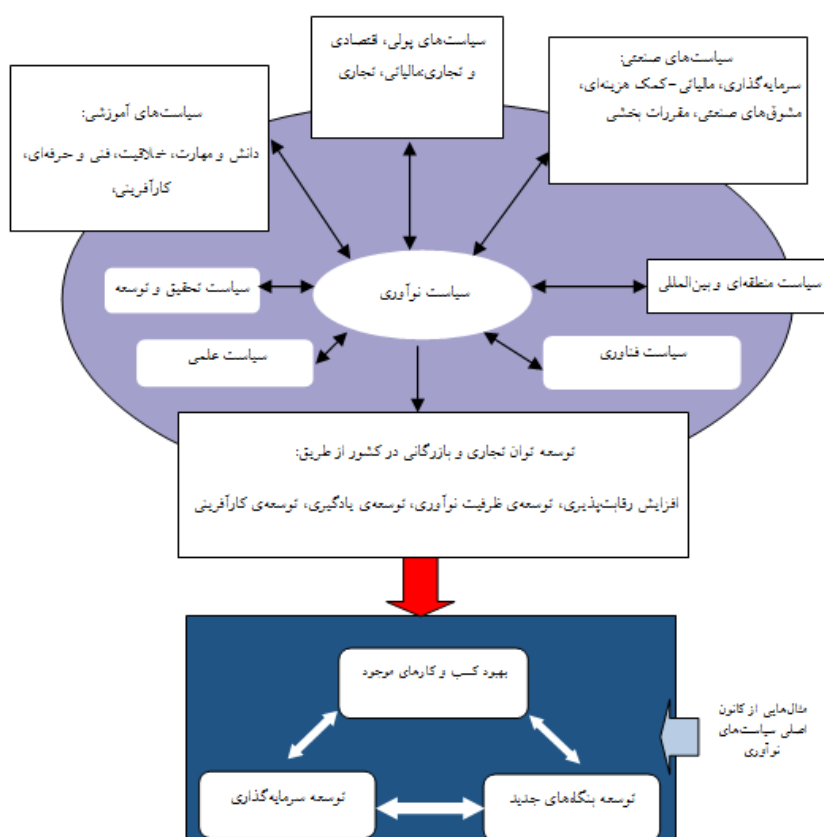 سیاست‌های پولی، اقتصادی
و تجاری:مالیاتی، تجاری
سیاست‌های صنعتی:
سرمایه‌گذاری، مالیاتی-کمک هزینه‌ای،
مشوق‌های صنعتی، مقررات بخشی
سیاست‌های آموزشی:
دانش و مهارت، خلاقیت، فنی و حرفه‌ای،
کارآفرینی،
سیاست منطقه‌ای و بین‌المللی
سیاست نوآوری
سیاست تحقیق و توسعه
سیاست فناوری
سیاست علمی
توسعه توان تجاری و بازرگانی در کشور از طریق:
افزایش رقابت‌پذیری، توسعه‌ی ظرفیت نوآوری، توسعه‌ی یادگیری، توسعه‌ی کارآفرینی
بهبود کسب و کارهای موجود
مثال‌هایی از کانون
اصلی سیاست‌های
نوآوری
توسعه بنگاه‌های جدید
توسعه سرمایه‌گذاری